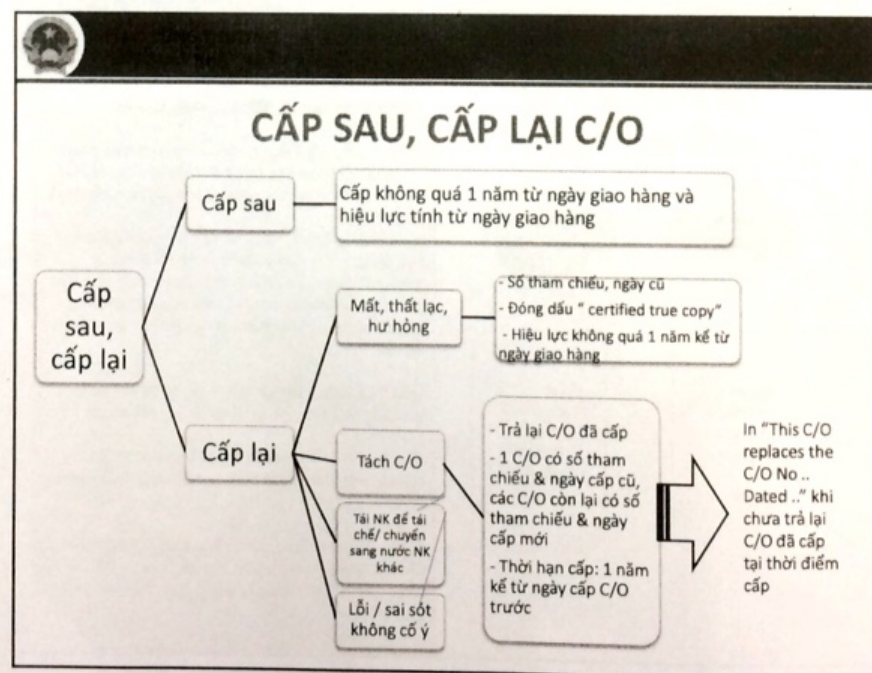 CẤP SAU, CẤP LẠI C/O
Cấp
sau,
cấp lại
Cấp sau
Cấp không quá 1 năm từ ngày giao hàng và
hiệu lực tính từ ngày giao hàng
Cấp lại
Mất, thất lạc,
hư hỏng
- Số tham chiếu, ngày cũ
- Đóng dấu " certified true copy"
- Hiệu lực không quá 1 năm kể từ
ngày giao hàng
Tách C/O
Tái NK để tái
chế/ chuyển
sang nước NK
khác
Lỗi / sai sót
không cố ý
- Trả lại C/O đã cấp
- 1 C/O có số tham
chiếu & ngày cấp cũ,
các C/O còn lại có số
tham chiếu & ngày
cấp mới
- Thời hạn cấp: 1 năm
kể từ ngày cấp C/O
trước
In "This C/O
replaces the
C/O No ..
Dated .." khi
chưa trả lại
C/O đã cấp
tại thời điểm
cấp